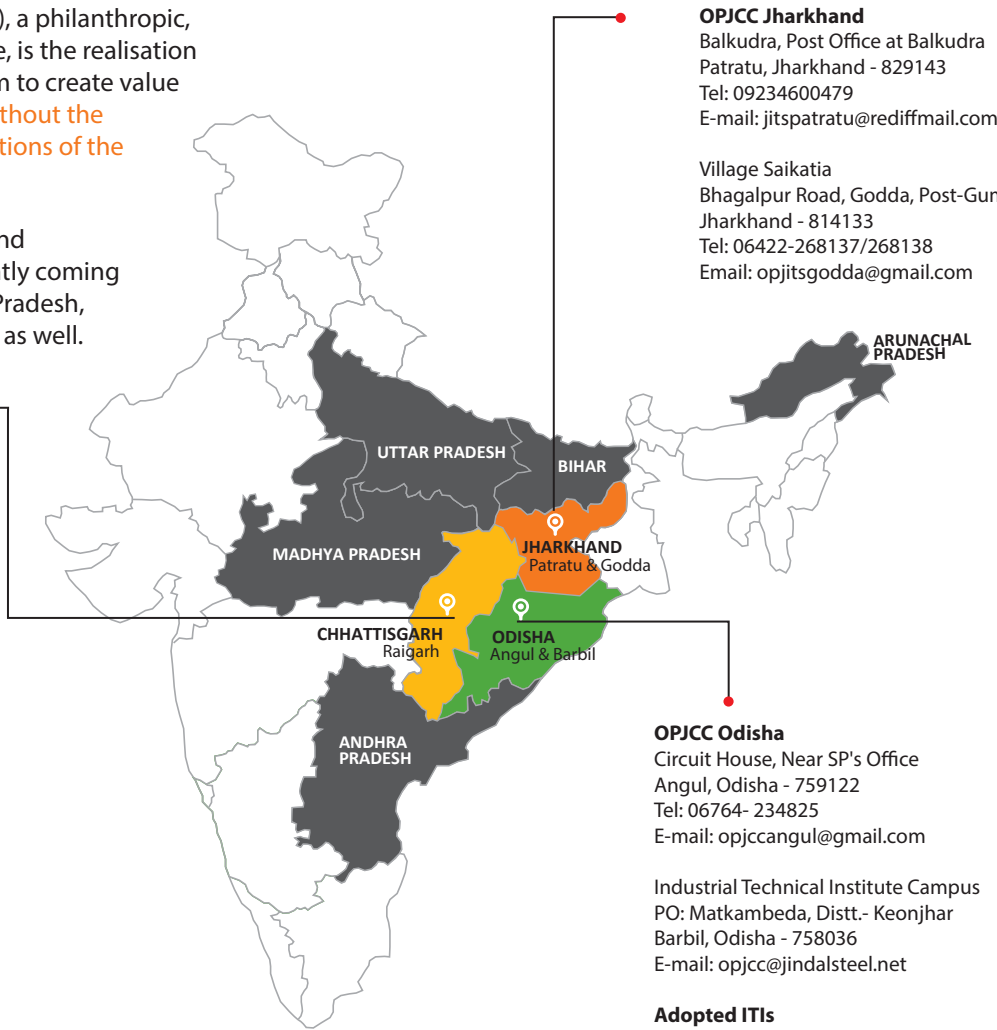 ), a philanthropic,
e, is the realisation
m to create value
thout the
tions of the
nd
ntly coming
Pradesh,
as well.
OPJCC Jharkhand
Balkudra, Post Office at Balkudra
Patratu, Jharkhand - 829143
Tel: 09234600479
E-mail: jitspatratu@rediffmail.com
Village Saikatia
Bhagalpur Road, Godda, Post-Gum
Jharkhand - 814133
Tel: 06422-268137/268138
Email: opjitsgodda@gmail.com
ARUNACHAL
PRADESH
UTTAR PRADESH
BIHAR
MADHYA PRADESH
JHARKHAND
Patratu & Godda
CHHATTISGARH
Raigarh
ODISHA
Angul & Barbil
ANDHRA
PRADESH
OPJCC Odisha
Circuit House, Near SP's Office
Angul, Odisha - 759122
Tel: 06764- 234825
E-mail: opjccangul@gmail.com
Industrial Technical Institute Campus
PO: Matkambeda, Distt.- Keonjhar
Barbil, Odisha - 758036
E-mail: opjcc@jindalsteel.net
Adopted ITIs